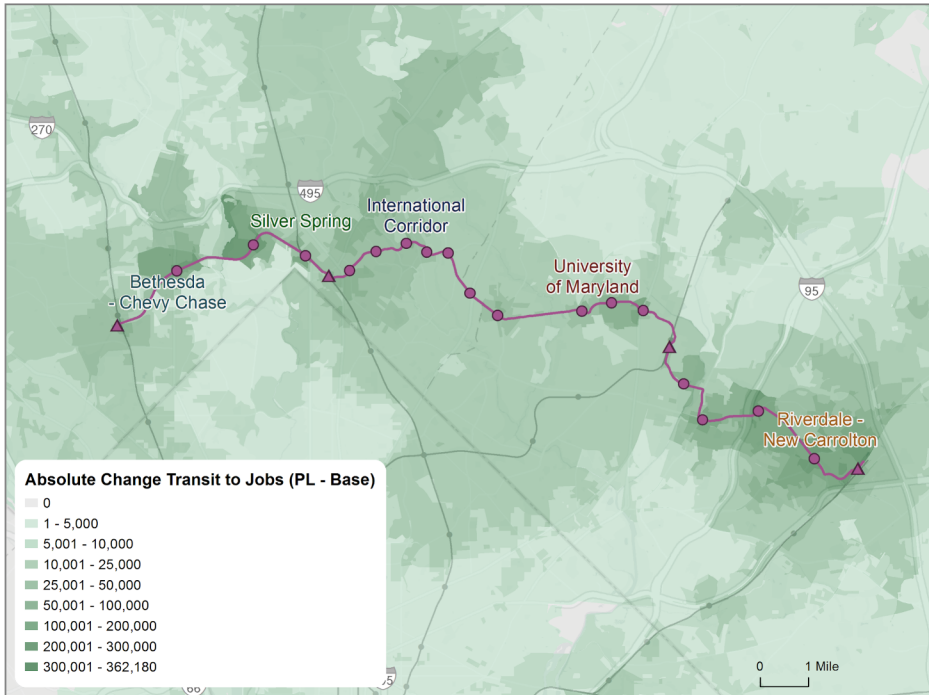 270
495
Silver Spring
International
Corridor
Bethesda
- Chevy Chase
University
of Maryland
95
Riverdale -
New Carrolton
Absolute Change Transit to Jobs (PL - Base)
0
1 - 5,000
5,001 - 10,000
10,001 - 25,000
25,001 - 50,000
50,001 - 100,000
100,001 - 200,000
200,001 - 300,000
300,001 - 362,180
0 1 Mile
66